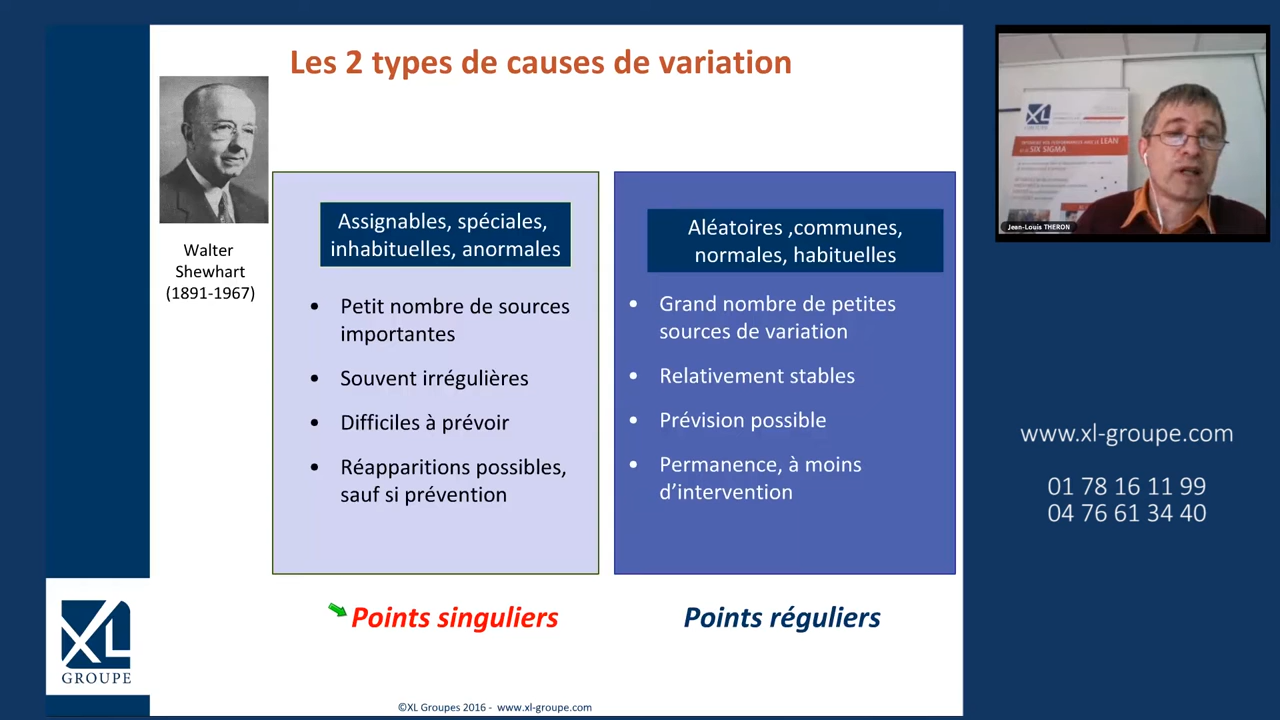 Les 2 types de causes de variation
Walter
Shewhart
(1891-1967)
Assignables, spéciales,
inhabituelles, anormales
• Petit nombre de sources
importantes
• Souvent irrégulières
• Difficiles à prévoir
• Réapparitions possibles,
sauf si prévention
Points singuliers
Aléatoires ,communes,
normales, habituelles
• Grand nombre de petites
sources de variation
• Relativement stables
• Prévision possible
• Permanence, à moins
d'intervention
Points réguliers
XL
GROUPE
©XL Groupes 2016 - www.xl-groupe.com
XL
LEAN
SIX SIGMA
Jean-Louis THERON
www.xl-groupe.com
01 78 16 11 99
04 76 61 34 40